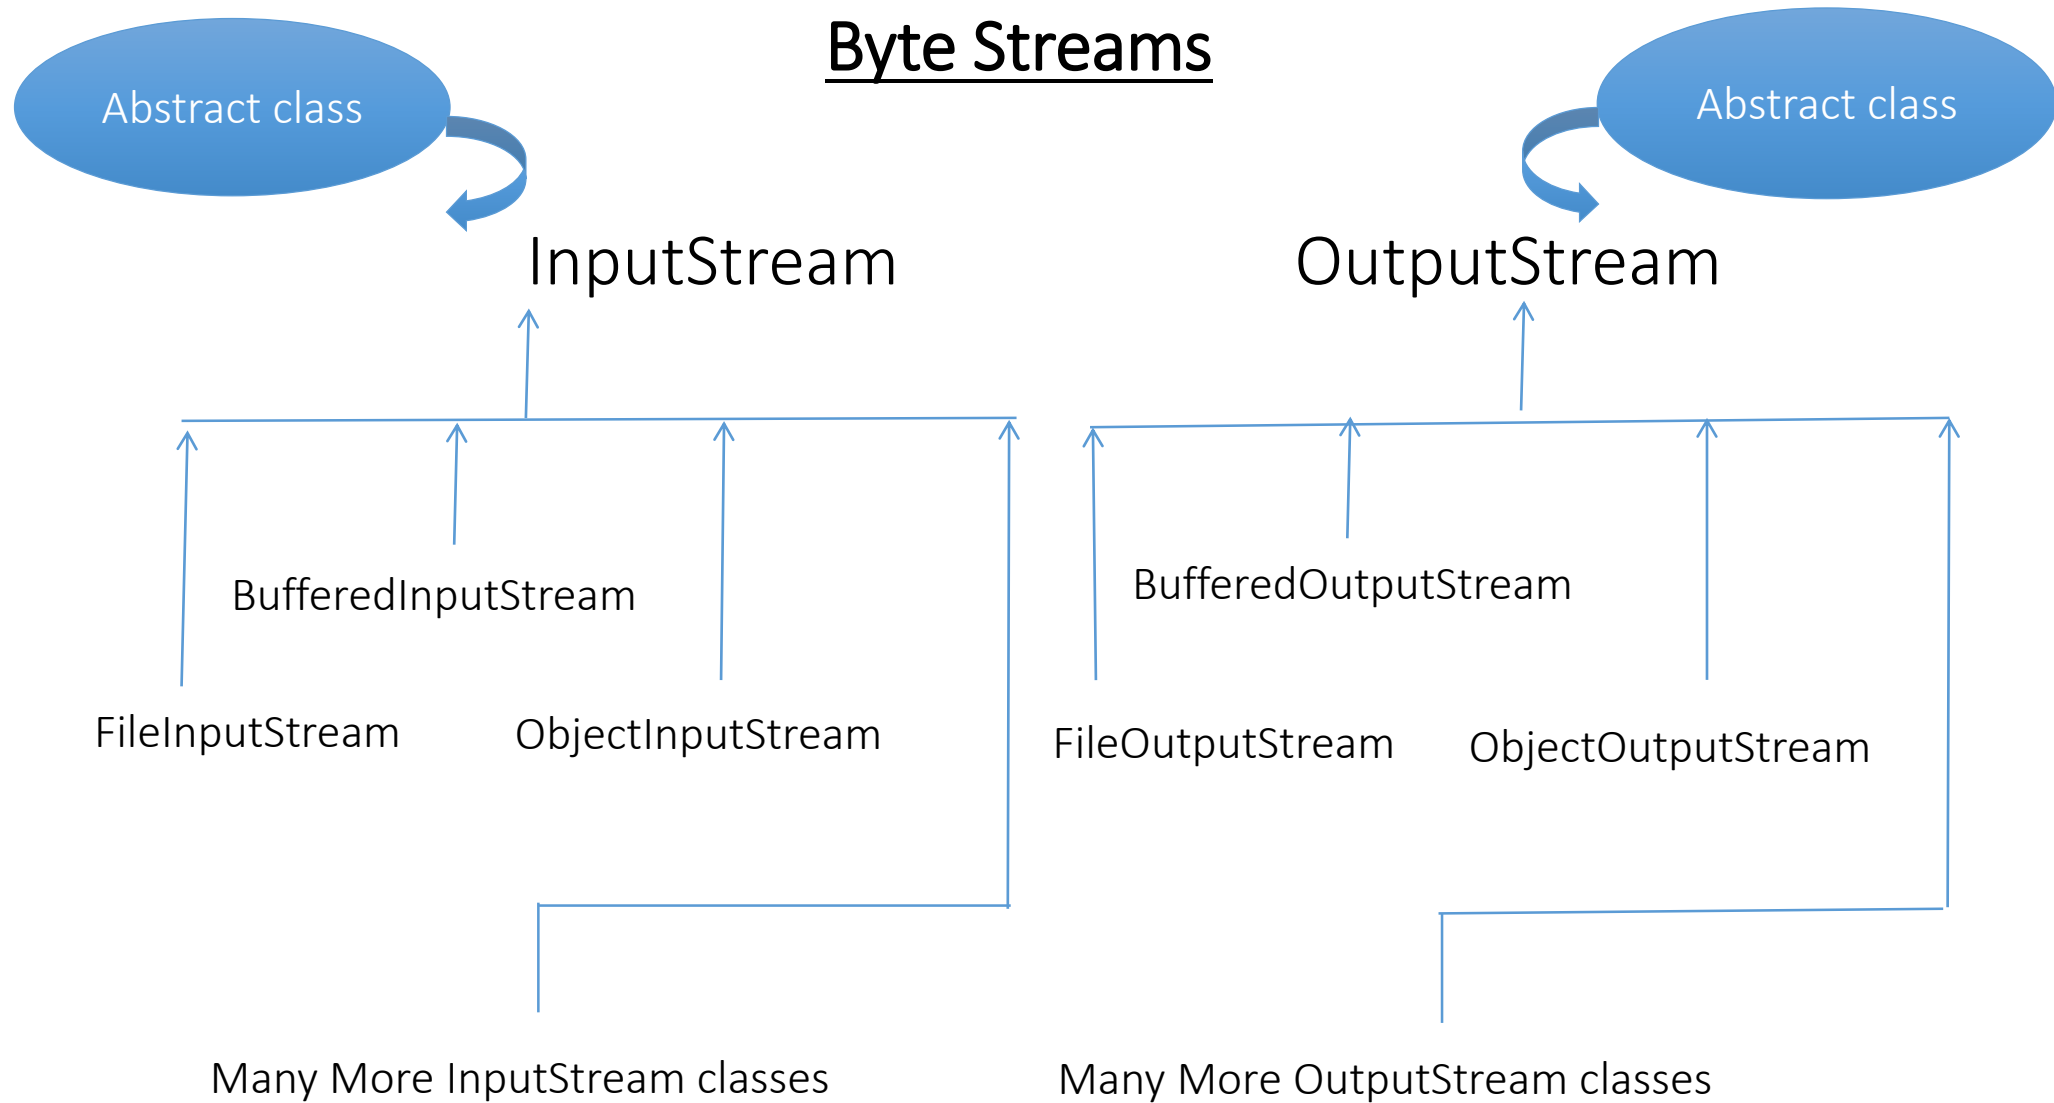 Byte Streams
Abstract class
Abstract class
InputStream
OutputStream
BufferedInputStream
BufferedOutputStream
FileInputStream
ObjectInputStream
FileOutputStream
ObjectOutputStream
Many More InputStream classes
Many More OutputStream classes